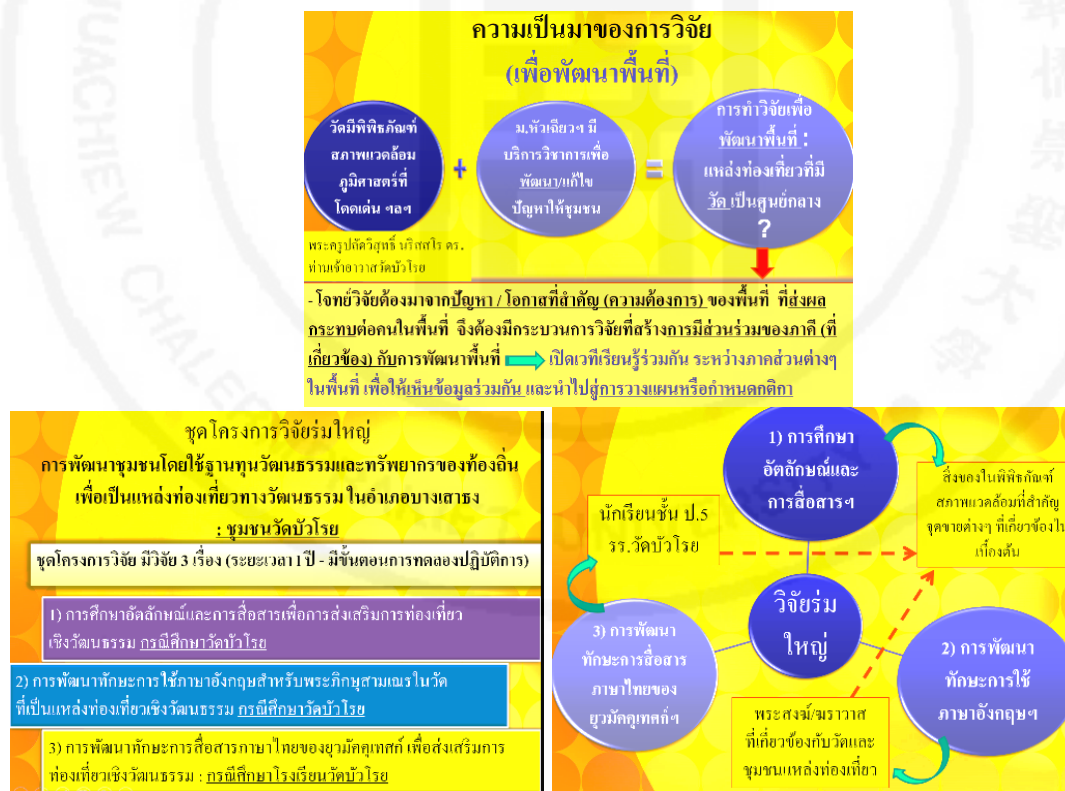 ความเป็นมาของการวิจัย
(เพื่อพัฒนาพื้นที่)
วัดมีพิพิธภัณฑ์
สภาพแวดล้อม
ภูมิศาสตร์ที่
โดดเด่น ฯลฯ
+
ม.หัวเฉียวฯ มี
บริการวิชาการเพื่อ
พัฒนา/แก้ไข
ปัญหาให้ชุมชน
=
การทำวิจัยเพื่อ
พัฒนาพื้นที่ :
แหล่งท่องเที่ยวที่มี
วัด เป็นศูนย์กลาง
?
พระครูปลัดวิสุทธิ์ นริสสโร ดร.
ท่านเจ้าอาวาสวัดบัวโรย
- โจทย์วิจัยต้องมาจากปัญหา / โอกาสที่สำคัญ (ความต้องการ) ของพื้นที่ ที่ส่งผล
กระทบต่อคนในพื้นที่ จึงต้องมีกระบวนการวิจัยที่สร้างการมีส่วนร่วมของภาคี (ที่
เกี่ยวข้อง) กับการพัฒนาพื้นที่ เปิดเวทีเรียนรู้ร่วมกัน ระหว่างภาคส่วนต่างๆ
ในพื้นที่ เพื่อให้เห็นข้อมูลร่วมกัน และนำไปสู่การวางแผนหรือกำหนดกติกา
ชุดโครงการวิจัยร่มใหญ่
การพัฒนาชุมชนโดยใช้ฐานทุนวัฒนธรรมและทรัพยากรของท้องถิ่น
เพื่อเป็นแหล่งท่องเที่ยวทางวัฒนธรรม ในอำเภอบางเสาธง
: ชุมชนวัดบัวโรย
ชุดโครงการวิจัย มีวิจัย 3 เรื่อง (ระยะเวลา 1 ปี - มีขั้นตอนการทดลองปฏิบัติการ)
1) การศึกษาอัตลักษณ์และการสื่อสารเพื่อการส่งเสริมการท่องเที่ยว
เชิงวัฒนธรรม กรณีศึกษาวัดบัวโรย
2) การพัฒนาทักษะการใช้ภาษาอังกฤษสำหรับพระภิกษุสามเณรในวัด
ที่เป็นแหล่งท่องเที่ยวเชิงวัฒนธรรม กรณีศึกษาวัดบัวโรย
3) การพัฒนาทักษะการสื่อสารภาษาไทยของยุวมัคคุเทศก์ เพื่อส่งเสริมการ
ท่องเที่ยวเชิงวัฒนธรรม : กรณีศึกษาโรงเรียนวัดบัวโรย
1) การศึกษา
อัตลักษณ์และ
การสื่อสารฯ
นักเรียนชั้น ป.5
รร.วัดบัวโรย
สิ่งของในพิพิธภัณฑ์
สภาพแวดล้อมที่สำคัญ
จุดขายต่างๆ ที่เกี่ยวข้องใน
เบื้องต้น
วิจัยร่ม
ใหญ่
3) การพัฒนา
ทักษะการสื่อสาร
ภาษาไทยของ
ยุวมัคคุเทศก์ฯ
2) การพัฒนา
ทักษะการใช้
ภาษาอังกฤษฯ
พระสงฆ์/ฆราวาส
ที่เกี่ยวข้องกับวัดและ
ชุมชนแหล่งท่องเที่ยว